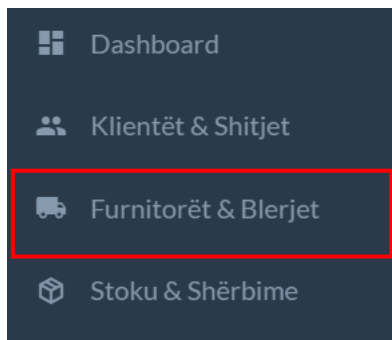 Dashboard
Klientët & Shitjet
Furnitorët & Blerjet
Stoku & Shërbime